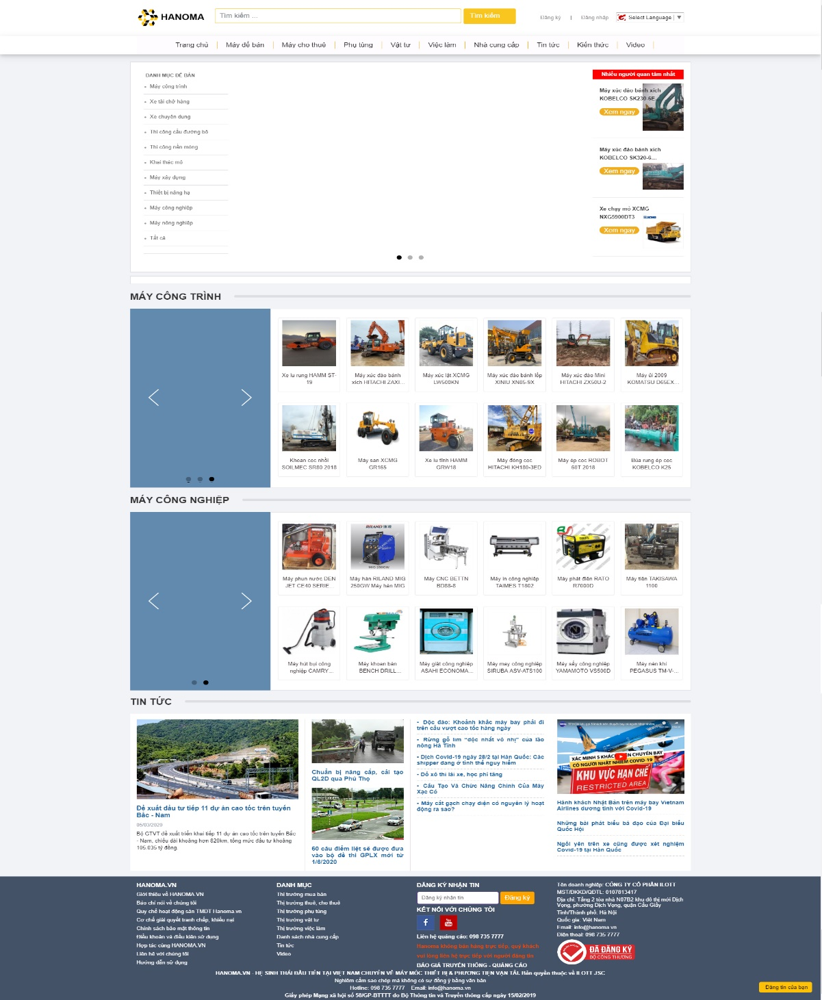 HANOMA
Tìm kiếm ...
Tìm kiếm
Đăng ký | Đăng nhập
Select Language ▼
Trang chủ
Máy để bán
Máy cho thuê
Phụ tùng
Vật tư
Việc làm
Nhà cung cấp
Tin tức
Kiến thức
Video
DANH MỤC ĐỂ BÁN
Máy công trình
Xe tải chở hàng
Xe chuyên dụng
Thi công cầu đường bộ
Thi công nền móng
Khai thác mỏ
Máy xây dựng
Thiết bị nâng hạ
Máy công nghiệp
Máy nông nghiệp
Tất cả
Nhiều người quan tâm nhất
Máy xúc đào bánh xích
KOBELCO SK230-6E...
Xem ngay
Máy xúc đào bánh xích
KOBELCO SK320-6...
Xem ngay
Xe chạy mỏ XCMG
NXG5900DT3
Xem ngay
MÁY CÔNG TRÌNH
Xe lu rung HAMM ST-
19
Máy xúc đào bánh
xích HITACHI ZAXI...
Máy xúc lật XCMG
LW500KN
Máy xúc đào bánh lốp
XINIU XN85-9X
Máy xúc đào Mini
HITACHI ZX50U-2
Máy ủi 2009
KOMATSU D65EX...
Khoan cọc nhồi
SOILMEC SR80 2018
Máy san XCMG
GR165
Xe lu tĩnh HAMM
GRW18
Máy đóng cọc
HITACHI KH180-3ED
Máy ép cọc ROBOT
60T 2018
Búa rung ép cọc
KOBELCO K25
MÁY CÔNG NGHIỆP
RILAND
MIG 250GW
Máy phun nước DEN
JET CE40 SERIE...
Máy hàn RILAND MIG
250GW Máy hàn MIG
Máy CNC BETTN
BD88-8
Máy in công nghiệp
TAIMES T1802
Máy phát điện RATO
R7000D
Máy tiện TAKISAWA
1100
Máy hút bụi công
nghiệp CAMRY...
Máy khoan bàn
BENCH DRILL...
Máy giặt công nghiệp
ASAHI ECONOMA...
Máy may công nghiệp
SIRUBA ASV-ATS100
Máy sấy công nghiệp
YAMAMOTO VS500D
Máy nén khí
PEGASUS TM-V-...
TIN TỨC
Đề xuất đầu tư tiếp 11 dự án cao tốc trên tuyến
Bắc - Nam
05/03/2020
Bộ GTVT đề xuất triển khai tiếp 11 dự án cao tốc trên tuyến Bắc
- Nam, chiều dài khoảng hơn 820km, tổng mức đầu tư khoảng
105.035 tỷ đồng.
Chuẩn bị nâng cấp, cải tạo
QL2D qua Phú Thọ
60 câu điểm liệt sẽ được đưa
vào bộ đề thi GPLX mới từ
1/6/2020
- Độc đáo: Khoảnh khắc máy bay phải đi
trên cầu vượt cao tốc hàng ngày
- Rừng gỗ lim "độc nhất vô nhị" của lão
nông Hà Tĩnh
- Dịch Covid-19 ngày 28/2 tại Hàn Quốc: Các
shipper đang ở tình thế nguy hiểm
- Đổ xô thi lái xe, học phí tăng
- Cấu Tạo Và Chức Năng Chính Của Máy
Xạc Cỏ
- Máy cắt gạch chạy điện có nguyên lý hoạt
động ra sao?
XÁC MINH 5 KHÁCH TRÊN CHUYẾN BAY
CÓ NGƯỜI NHẬT NHIỄM COVID-19
KHU VỰC HẠN CHẾ
RESTRICTED AREA
Hành khách Nhật Bản trên máy bay Vietnam
Airlines dương tính với Covid-19
Những bài phát biểu bá đạo của Đại biểu
Quốc Hội
Ngồi yên trên xe cũng được xét nghiệm
Covid-19 tại Hàn Quốc
HANOMA.VN
Giới thiệu về HANOMA.VN
Báo chí nói về chúng tôi
Quy chế hoạt động sàn TMĐT Hanoma.vn
Cơ chế giải quyết tranh chấp, khiếu nại
Chính sách bảo mật thông tin
Điều khoản và điều kiện sử dụng
Hợp tác cùng HANOMA.VN
Liên hệ với chúng tôi
Hướng dẫn sử dụng
DANH MỤC
Thị trường mua bán
Thị trường thuê, cho thuê
Thị trường phụ tùng
Thị trường vật tư
Thị trường việc làm
Danh sách nhà cung cấp
Tin tức
Video
ĐĂNG KÝ NHẬN TIN
Đăng ký nhận tin
Đăng ký
KẾT NỐI VỚI CHÚNG TÔI
Liên hệ quảng cáo: 098 735 7777
Hanoma không bán hàng trực tiếp, quý khách
vui lòng liên hệ trực tiếp với người đăng tin
BÁO GIÁ TRUYỀN THÔNG - QUẢNG CÁO
Tên doanh nghiệp: CÔNG TY CỔ PHẦN ILOTT
MST/ĐKKD/QĐTL: 0107813417
Địa chỉ: Tầng 2 tòa nhà N07B2 khu đô thị mới Dịch
Vọng, phường Dịch Vọng, quận Cầu Giấy
Tỉnh/Thành phố: Hà Nội
Quốc gia: Việt Nam
Email: info@hanoma.vn
Điện thoại: 098 735 7777
ĐÃ ĐĂNG KÝ
BỘ CÔNG THƯƠNG
HANOMA.VN - HỆ SINH THÁI ĐẦU TIÊN TẠI VIỆT NAM CHUYÊN VỀ MÁY MÓC THIẾT BỊ & PHƯƠNG TIỆN VẬN TẢI. Bản quyền thuộc về ILOTT JSC
Nghiêm cấm sao chép mà không có sự đồng ý bằng văn bản
Hotline: 098 735 7777 Email: info@hanoma.vn
Giấy phép Mạng xã hội số 58/GP-BTTTT do Bộ Thông tin và Truyền thông cấp ngày 15/02/2019
Đăng tin của bạn